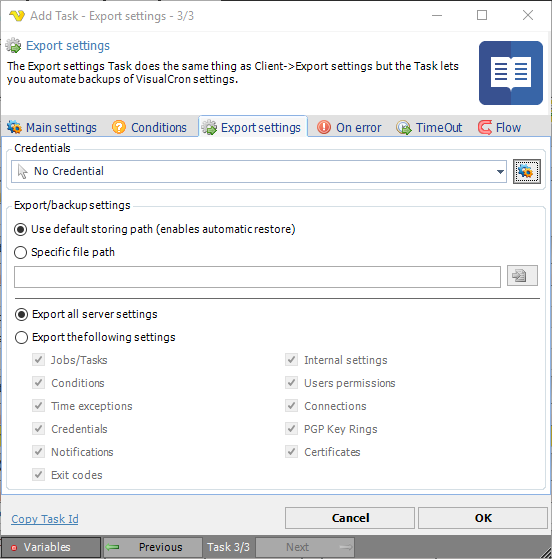 Add Task - Export settings - 3/3
Export settings
The Export settings Task does the same thing as Client->Export settings but the Task lets
you automate backups of VisualCron settings.
Main settings Conditions Export settings On error TimeOut Flow
Credentials
No Credential
Export/backup settings
Use default storing path (enables automatic restore)
Specific file path
Export all server settings
Export the following settings
Jobs/Tasks Internal settings
Conditions Users permissions
Time exceptions Connections
Credentials PGP Key Rings
Notifications Certificates
Exit codes
Copy Task Id Cancel OK
Variables Previous Task 3/3 Next